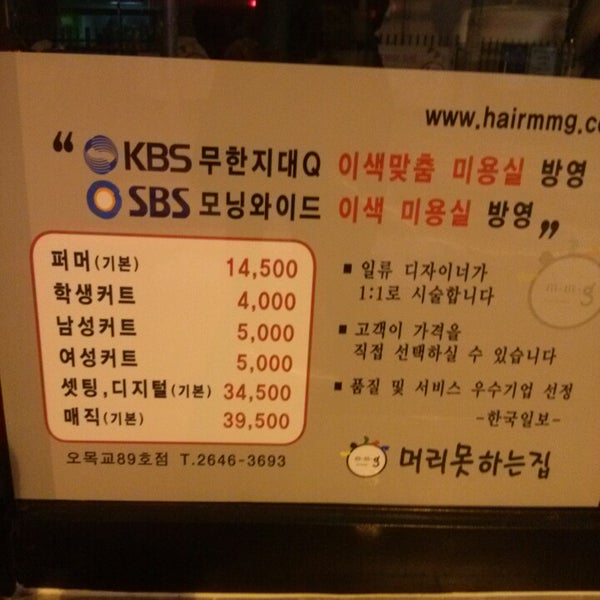 www.hairmmg.c
“ KBS 무한지대Q 이색맞춤 미용실 방영
SBS 모닝와이드 이색 미용실 방영 ”
퍼머(기본) 14,500
학생커트 4,000
남성커트 5,000
여성커트 5,000
셋팅,디지털(기본) 34,500
매직(기본) 39,500
오목교89호점 T.2646-3693
■ 일류 디자이너가
1:1로 시술합니다
■ 고객이 가격을
직접 선택하실 수 있습니다
■ 품질 및 서비스 우수기업 선정
-한국일보-
m·m·g
m·m·g 머리못하는집